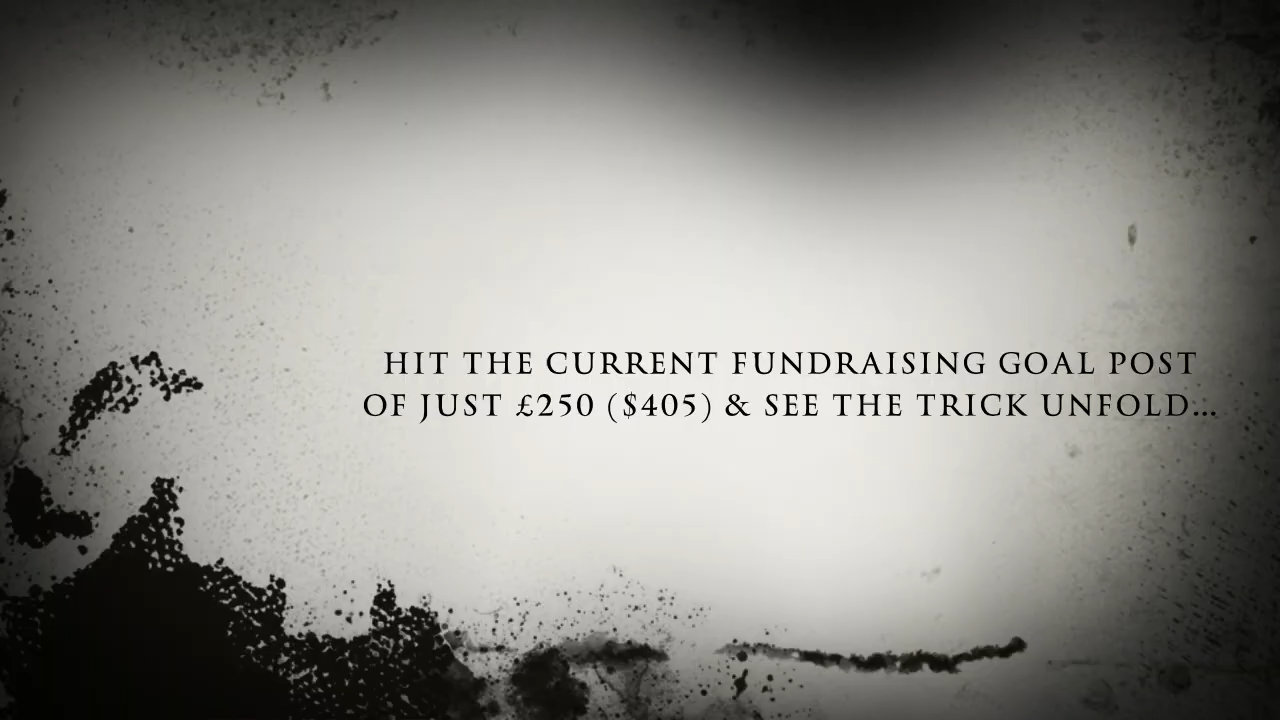 HIT THE CURRENT FUNDRAISING GOAL POST
OF JUST £250 ($405) & SEE THE TRICK UNFOLD...